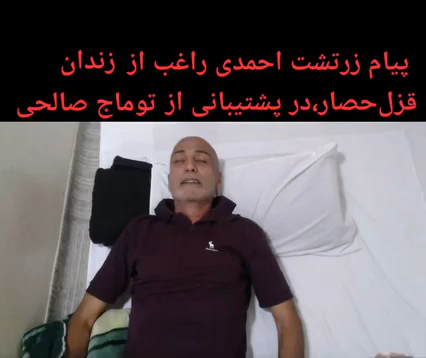 پیام زرتشت احمدی راغب از زندان
قزل‌حصار،در پشتیبانی از توماج صالحی